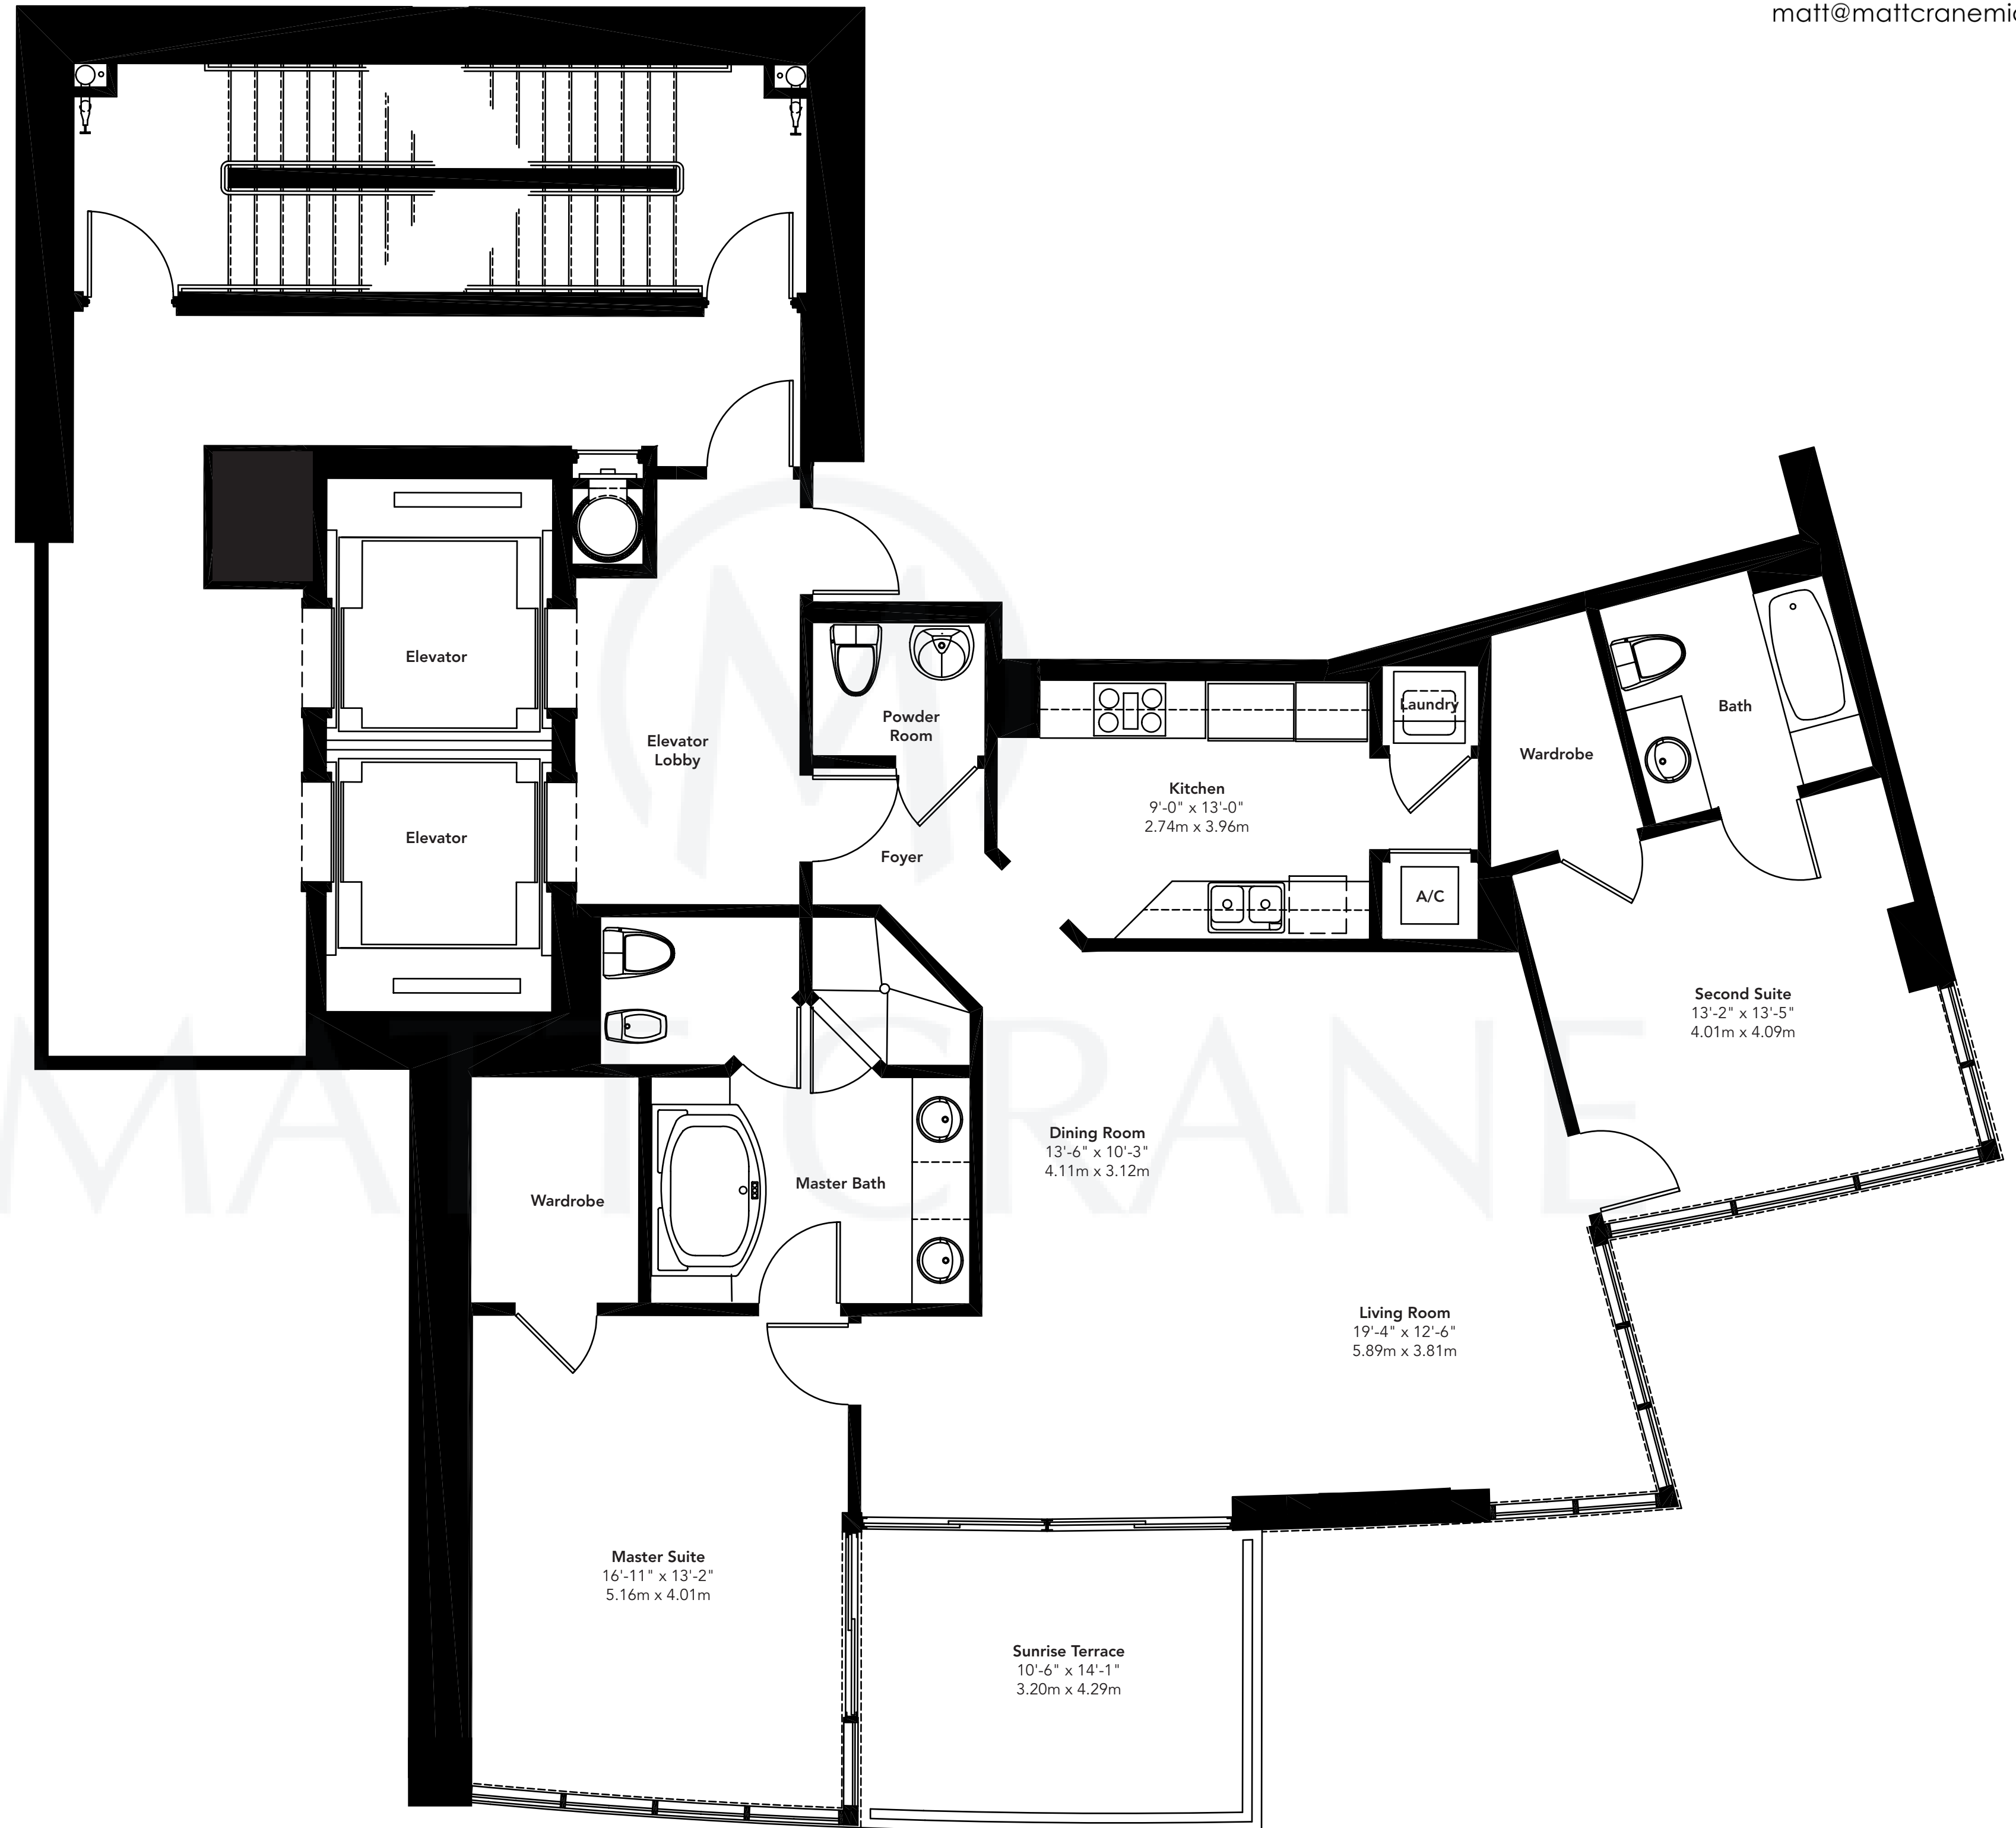 matt@mattcranemi
Elevator
Elevator
Elevator
Lobby
Powder
Room
Foyer
Kitchen
9'-0" x 13'-0"
2.74m x 3.96m
Laundry
A/C
Wardrobe
Bath
Second Suite
13'-2" x 13'-5"
4.01m x 4.09m
Dining Room
13'-6" x 10'-3"
4.11m x 3.12m
Master Bath
Wardrobe
Living Room
19'-4" x 12'-6"
5.89m x 3.81m
Master Suite
16'-11" x 13'-2"
5.16m x 4.01m
Sunrise Terrace
10'-6" x 14'-1"
3.20m x 4.29m
MATT CRANE